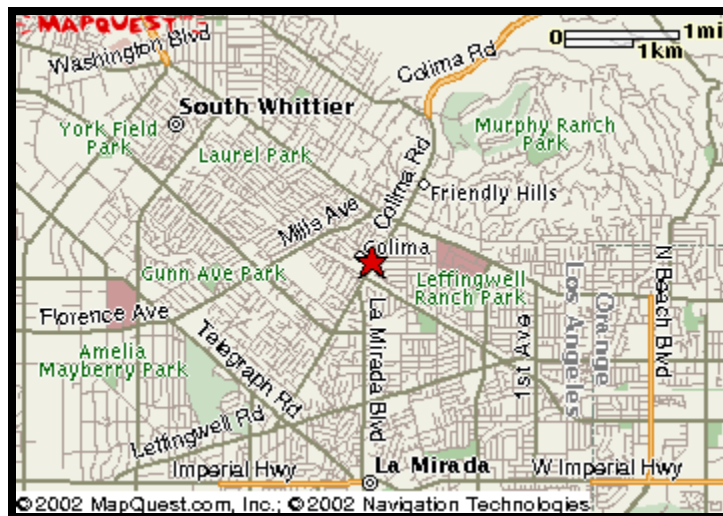 MAPQUEST
0 1mi
1km
Washington Blvd
Colima Rd
South Whittier
York Field
Park
Laurel Park
Murphy Ranch
Park
Colima Rd
Friendly Hills
Mills Ave
Colima
Gunn Ave Park
Leffingwell
Ranch Park
Los Angeles
Orange
N Beach Blvd
Florence Ave
La Mirada Blvd
1st Ave
Amelia
Mayberry Park
Telegraph Rd
Leffingwell Rd
Imperial Hwy
La Mirada
W Imperial Hwy
©2002 MapQuest.com, Inc.; ©2002 Navigation Technologies